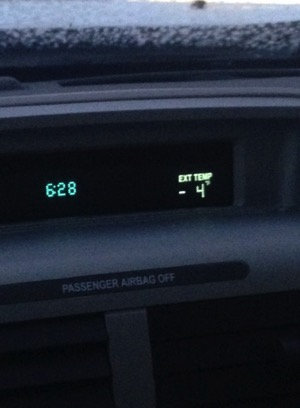 EXT TEMP
6:28 - 4°F
PASSENGER AIRBAG OFF